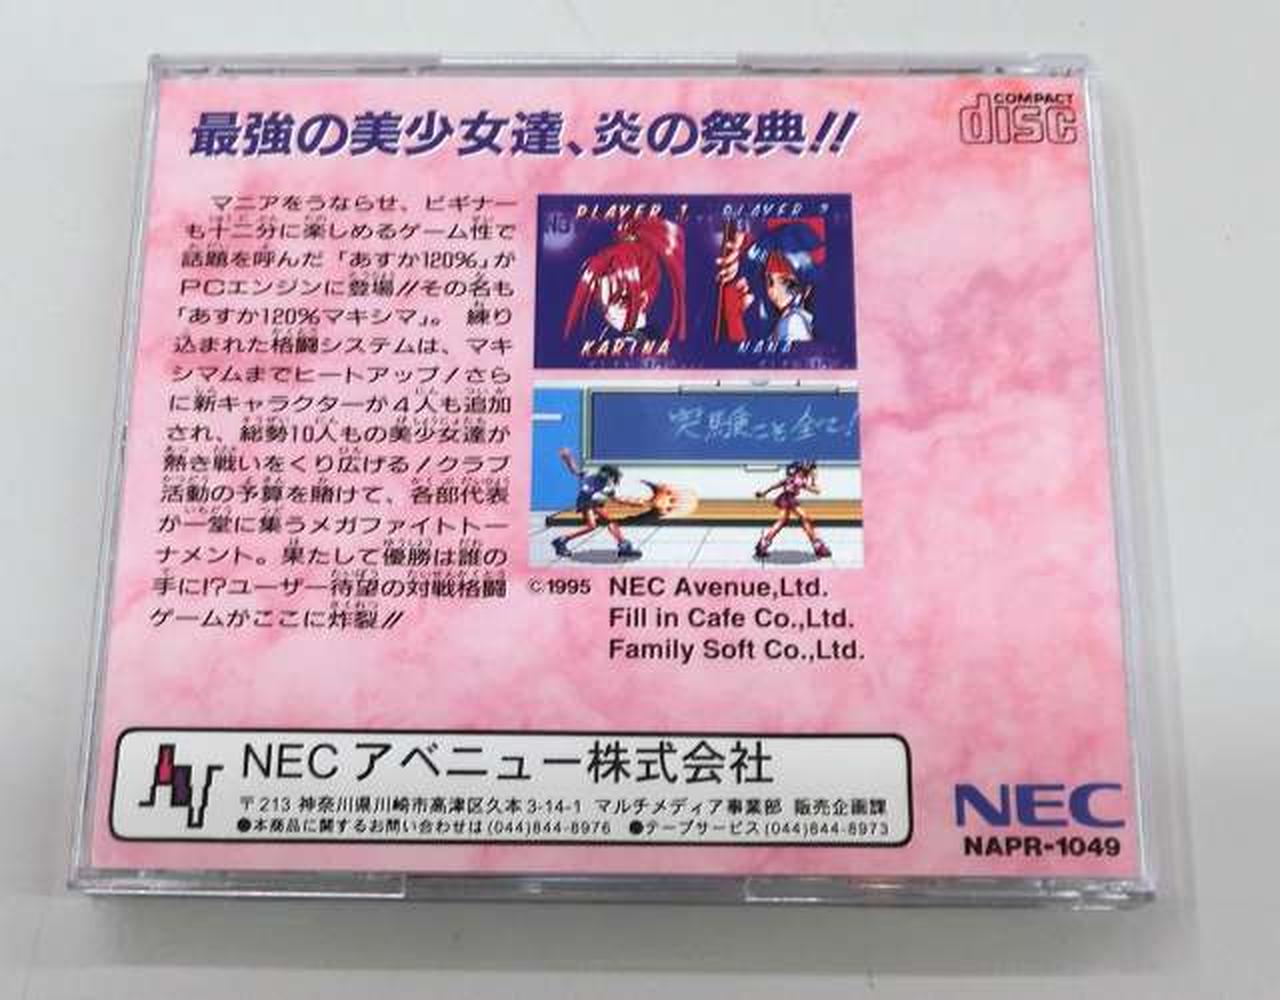 最強の美少女達、炎の祭典!!
COMPACT
disc
マニアをうならせ、ビギナー
も十二分に楽しめるゲーム性で
話題を呼んだ「あすか120%」が
PCエンジンに登場!!その名も
「あすか120%マキシマ」。練り
込まれた格闘システムは、マキ
シマムまでヒートアップ!さら
に新キャラクターが4人も追加
され、総勢10人もの美少女達が
熱き戦いをくり広げる!クラブ
活動の予算を賭けて、各部代表
が一堂に集うメガファイトトー
ナメント。果たして優勝は誰の
手に!?ユーザー待望の対戦格闘
ゲームがここに炸裂!!
PLAYER 1 PLAYER 2
KARINA NANA
©1995 NEC Avenue,Ltd.
Fill in Cafe Co.,Ltd.
Family Soft Co.,Ltd.
NECアベニュー株式会社
〒213 神奈川県川崎市高津区久本3-14-1 マルチメディア事業部 販売企画課
●本商品に関するお問い合わせは(044)844-8976 ●テープサービス(044)844-8973
NEC
NAPR-1049